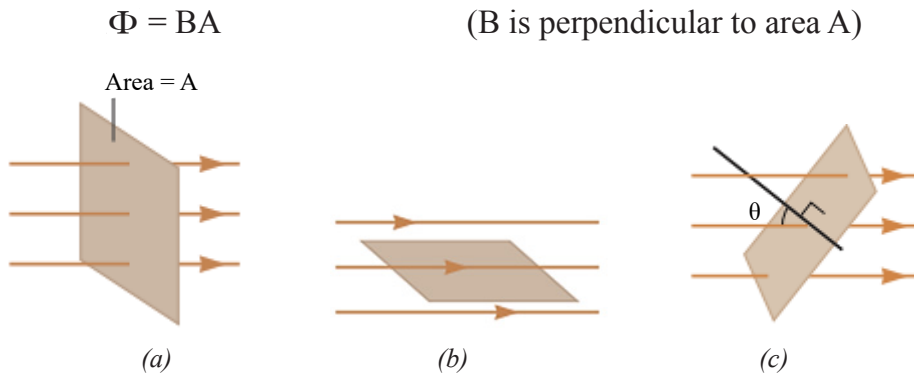 Φ = BA (B is perpendicular to area A)
Area = A
θ
(a) (b) (c)